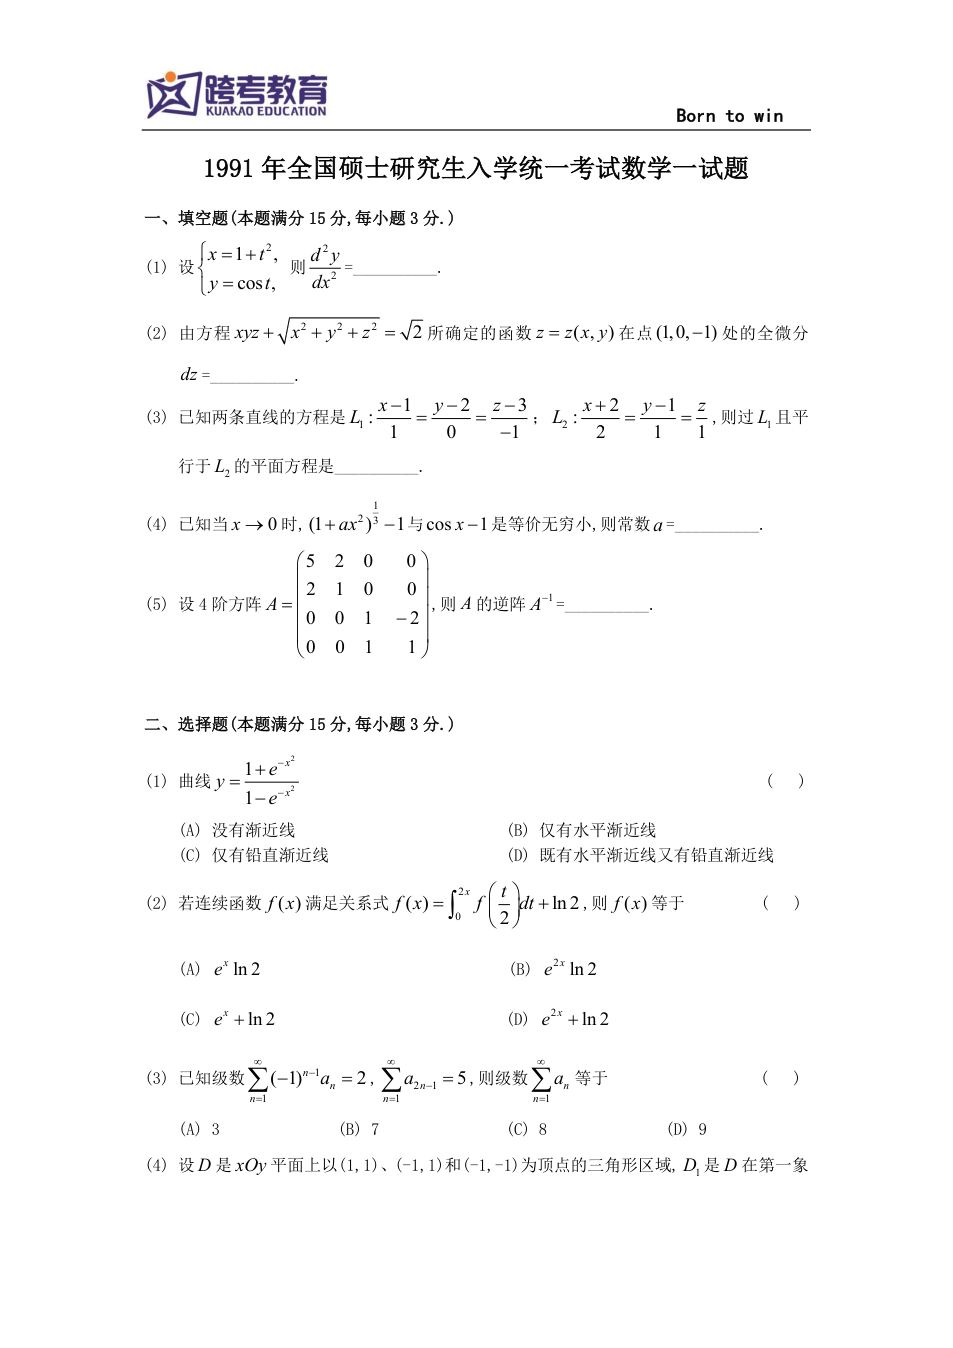 跨考教育
KUAKAO EDUCATION
Born to win
1991 年全国硕士研究生入学统一考试数学一试题
一、填空题(本题满分 15 分,每小题 3 分.)
(1) 设 {x=1+t², y=cos t, 则 d²y/dx² =__________.
(2) 由方程 xyz+√(x²+y²+z²)=√2 所确定的函数 z=z(x,y) 在点 (1,0,−1) 处的全微分
dz =__________.
(3) 已知两条直线的方程是 L₁: (x−1)/1=(y−2)/0=(z−3)/(−1); L₂: (x+2)/2=(y−1)/1=z/1,则过 L₁ 且平
行于 L₂ 的平面方程是__________.
(4) 已知当 x→0 时,(1+ax²)^(1/3)−1 与 cos x−1 是等价无穷小,则常数 a =__________.
(5) 设 4 阶方阵 A=
(5 2 0 0
2 1 0 0
0 0 1 −2
0 0 1 1)
,则 A 的逆阵 A⁻¹ =__________.
二、选择题(本题满分 15 分,每小题 3 分.)
(1) 曲线 y=(1+e^(−x²))/(1−e^(−x²)) ( )
(A) 没有渐近线 (B) 仅有水平渐近线
(C) 仅有铅直渐近线 (D) 既有水平渐近线又有铅直渐近线
(2) 若连续函数 f(x) 满足关系式 f(x)=∫₀^(2x) f(t/2)dt+ln 2,则 f(x) 等于 ( )
(A) e^x ln 2 (B) e^(2x) ln 2
(C) e^x+ln 2 (D) e^(2x)+ln 2
(3) 已知级数 ∑_(n=1)^∞ (−1)^(n−1) a_n=2, ∑_(n=1)^∞ a_(2n−1)=5,则级数 ∑_(n=1)^∞ a_n 等于 ( )
(A) 3 (B) 7 (C) 8 (D) 9
(4) 设 D 是 xOy 平面上以(1,1)、(-1,1)和(-1,-1)为顶点的三角形区域, D₁ 是 D 在第一象